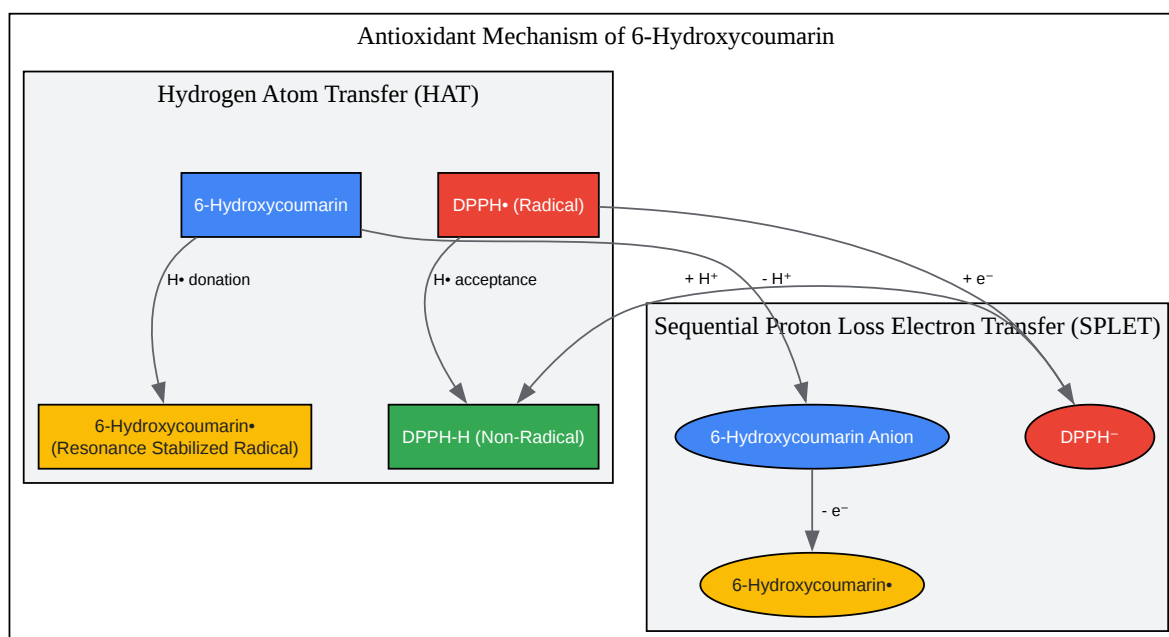 Antioxidant Mechanism of 6-Hydroxycoumarin
Hydrogen Atom Transfer (HAT)
6-Hydroxycoumarin
DPPH• (Radical)
H• donation
H• acceptance
+ H⁺
- H⁺
+ e⁻
Sequential Proton Loss Electron Transfer (SPLET)
6-Hydroxycoumarin•
(Resonance Stabilized Radical)
DPPH-H (Non-Radical)
6-Hydroxycoumarin Anion
DPPH⁻
- e⁻
6-Hydroxycoumarin•